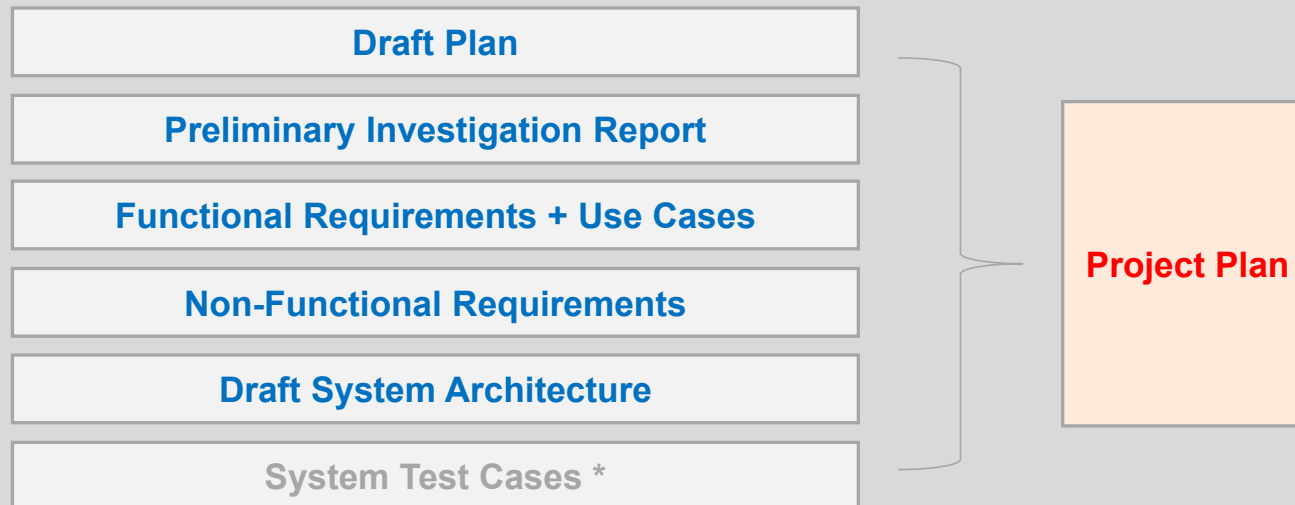 Draft Plan
Preliminary Investigation Report
Functional Requirements + Use Cases
Non-Functional Requirements
Draft System Architecture
System Test Cases *
Project Plan